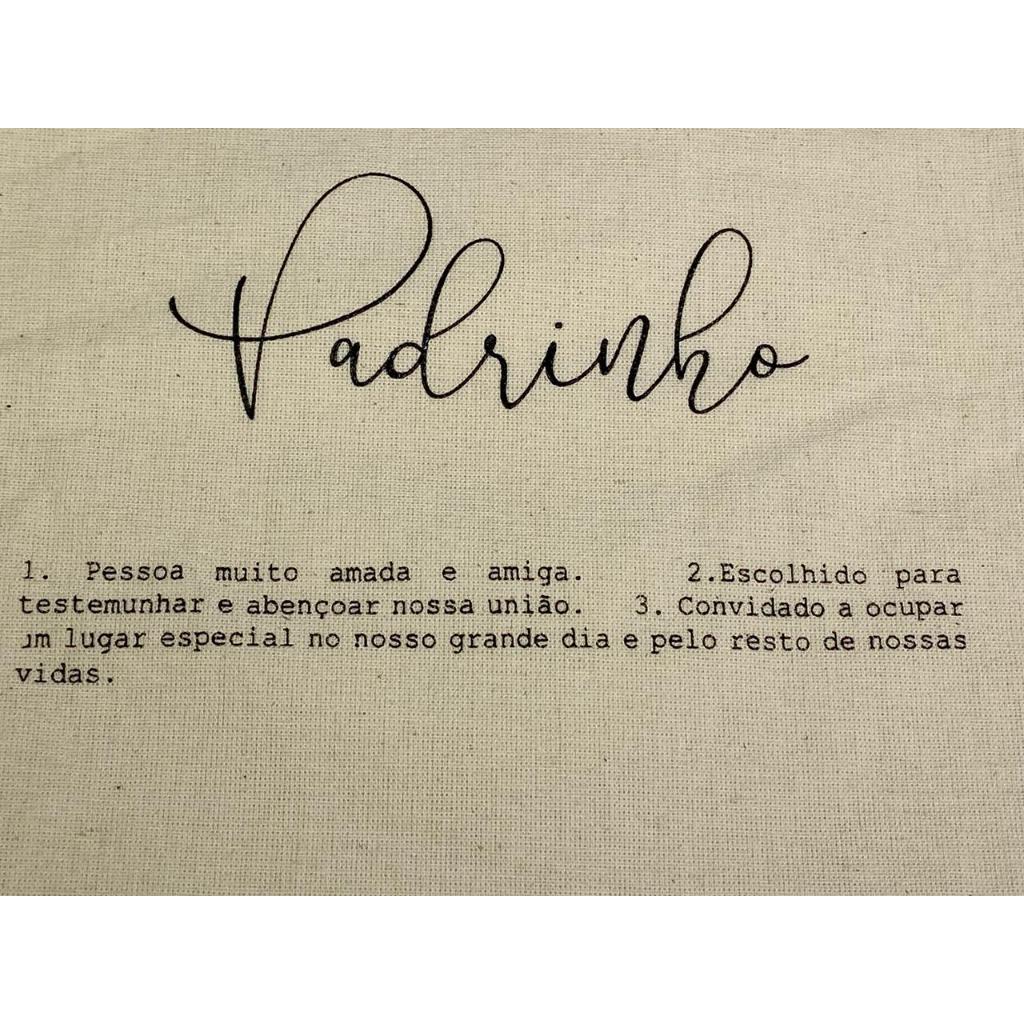 Padrinho
1. Pessoa muito amada e amiga. 2.Escolhido para
testemunhar e abençoar nossa união. 3. Convidado a ocupar
um lugar especial no nosso grande dia e pelo resto de nossas
vidas.